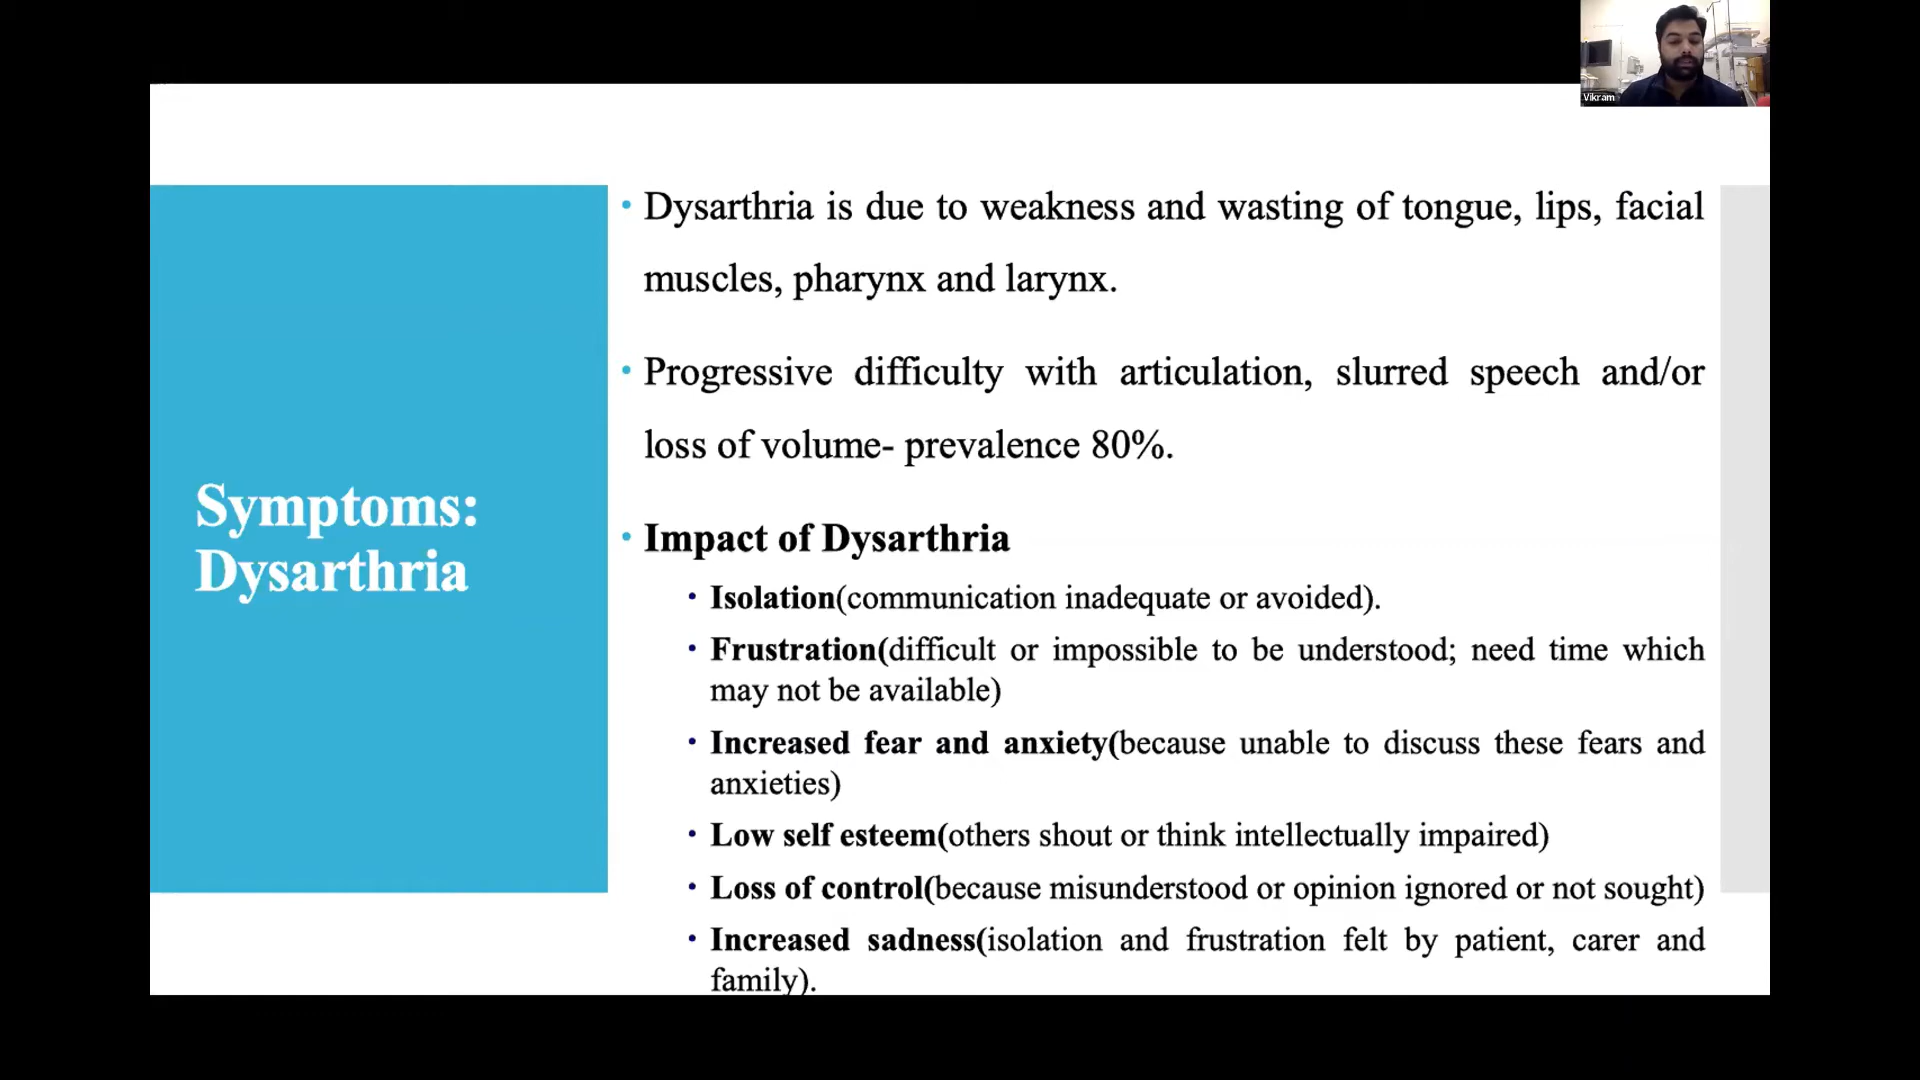 Vikram
Symptoms:
Dysarthria
• Dysarthria is due to weakness and wasting of tongue, lips, facial
muscles, pharynx and larynx.
• Progressive difficulty with articulation, slurred speech and/or
loss of volume- prevalence 80%.
• Impact of Dysarthria
• Isolation(communication inadequate or avoided).
• Frustration(difficult or impossible to be understood; need time which
may not be available)
• Increased fear and anxiety(because unable to discuss these fears and
anxieties)
• Low self esteem(others shout or think intellectually impaired)
• Loss of control(because misunderstood or opinion ignored or not sought)
• Increased sadness(isolation and frustration felt by patient, carer and
family).